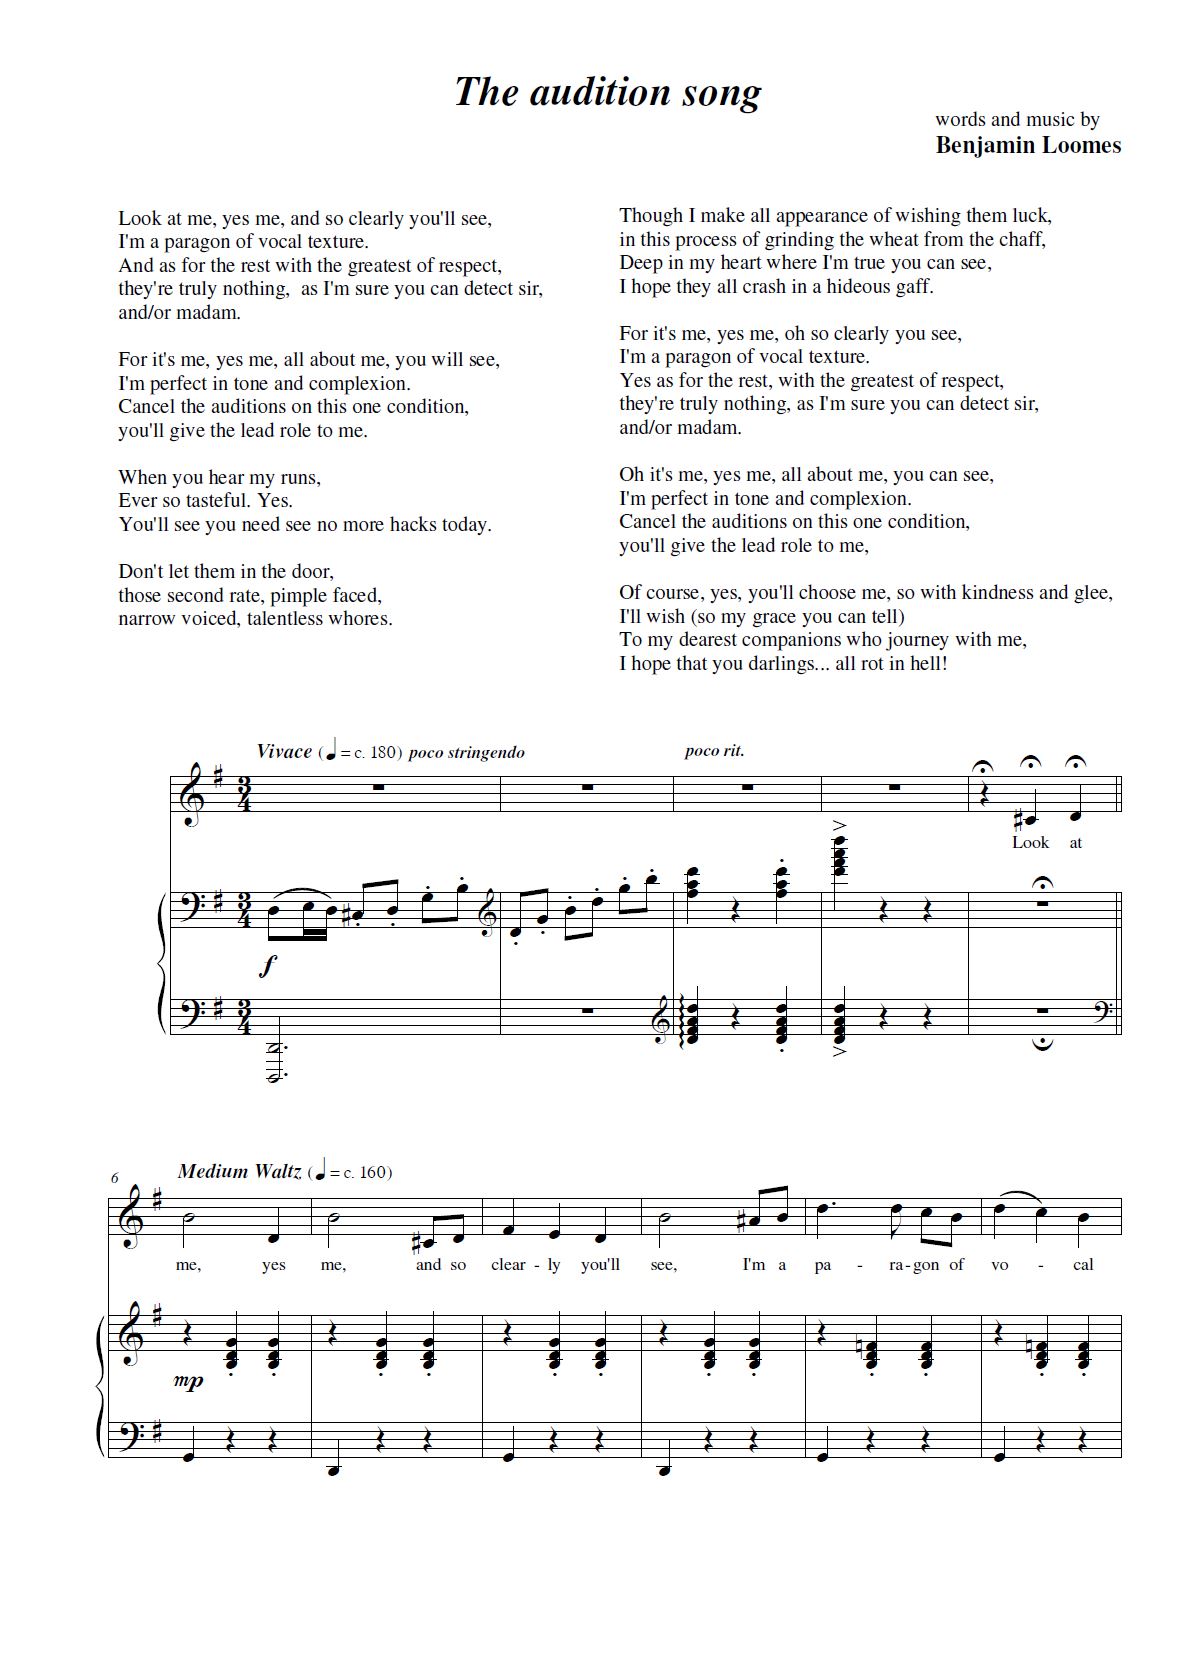 The audition song
words and music by
Benjamin Loomes
Look at me, yes me, and so clearly you'll see,
I'm a paragon of vocal texture.
And as for the rest with the greatest of respect,
they're truly nothing,  as I'm sure you can detect sir,
and/or madam.
For it's me, yes me, all about me, you will see,
I'm perfect in tone and complexion.
Cancel the auditions on this one condition,
you'll give the lead role to me.
When you hear my runs,
Ever so tasteful. Yes.
You'll see you need see no more hacks today.
Don't let them in the door,
those second rate, pimple faced,
narrow voiced, talentless whores.
Though I make all appearance of wishing them luck,
in this process of grinding the wheat from the chaff,
Deep in my heart where I'm true you can see,
I hope they all crash in a hideous gaff.
For it's me, yes me, oh so clearly you see,
I'm a paragon of vocal texture.
Yes as for the rest, with the greatest of respect,
they're truly nothing, as I'm sure you can detect sir,
and/or madam.
Oh it's me, yes me, all about me, you can see,
I'm perfect in tone and complexion.
Cancel the auditions on this one condition,
you'll give the lead role to me,
Of course, yes, you'll choose me, so with kindness and glee,
I'll wish (so my grace you can tell)
To my dearest companions who journey with me,
I hope that you darlings... all rot in hell!
Vivace (♩ = c. 180) poco stringendo poco rit.
3
4
Look at
3
4
f
3
4
6
Medium Waltz (♩ = c. 160)
me, yes me, and so clear - ly you'll see, I'm a pa - ra - gon of vo - cal
mp